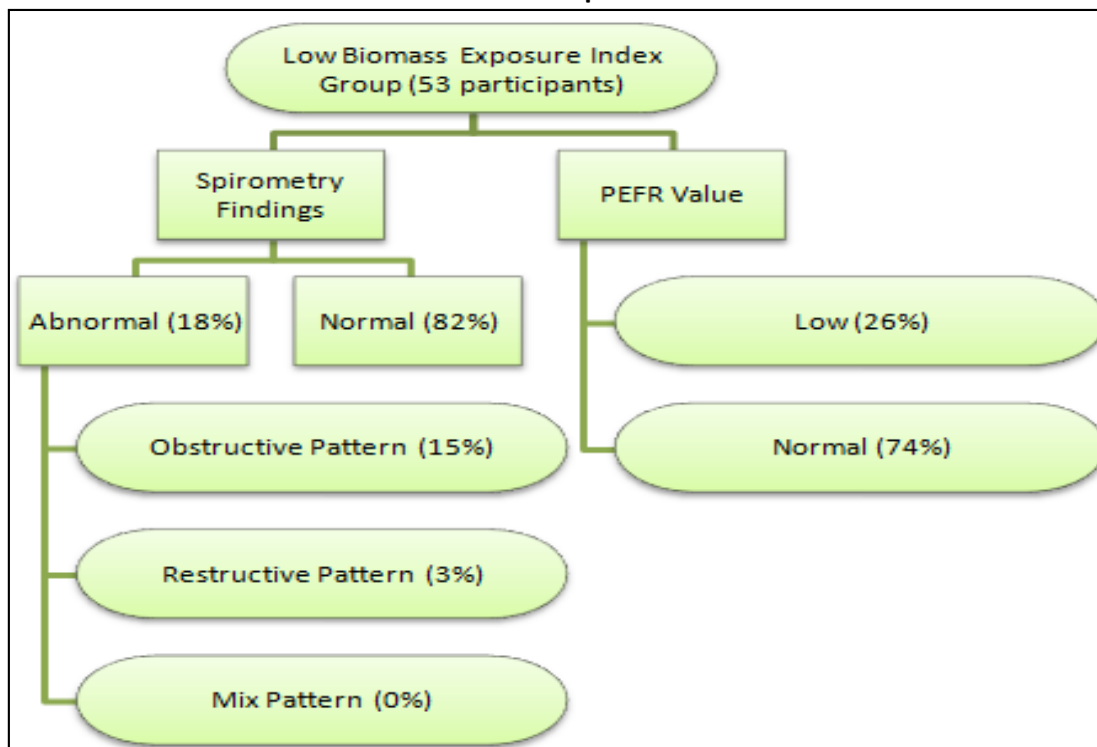 Low Biomass Exposure Index
Group (53 participants)
Spirometry
Findings
PEFR Value
Abnormal (18%)
Normal (82%)
Low (26%)
Normal (74%)
Obstructive Pattern (15%)
Restructive Pattern (3%)
Mix Pattern (0%)